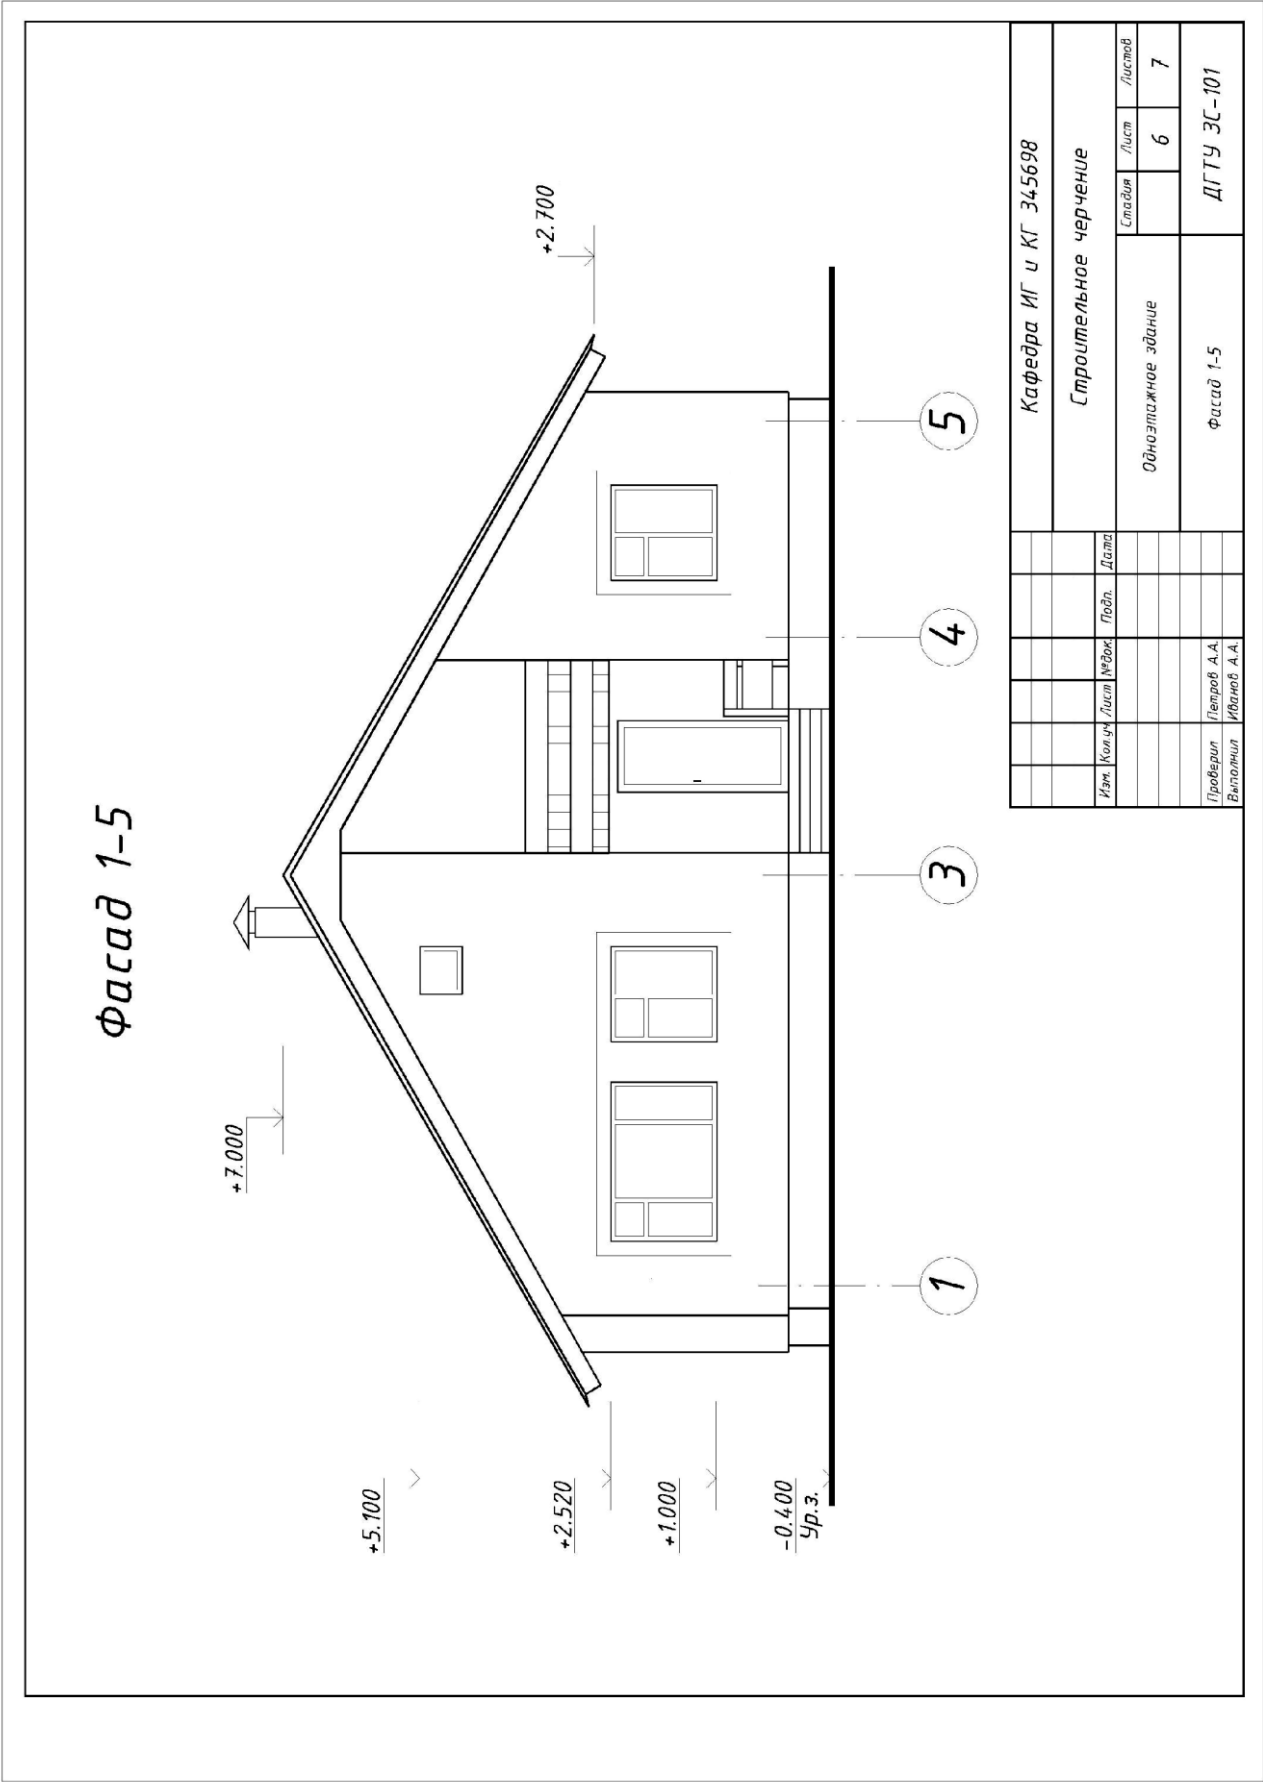 Фасад 1-5
+7.000
+5.100
+2.520
+1.000
-0.400
Ур.з.
+2.700
1
3
4
5
Кафедра ИГ и КГ 345698
Строительное черчение
Изм. Кол.уч Лист №док. Подп. Дата
Одноэтажное здание
Стадия Лист Листов
6 7
Проверил Петров А.А.
Выполнил Иванов А.А.
Фасад 1-5
ДГТУ ЗС-101